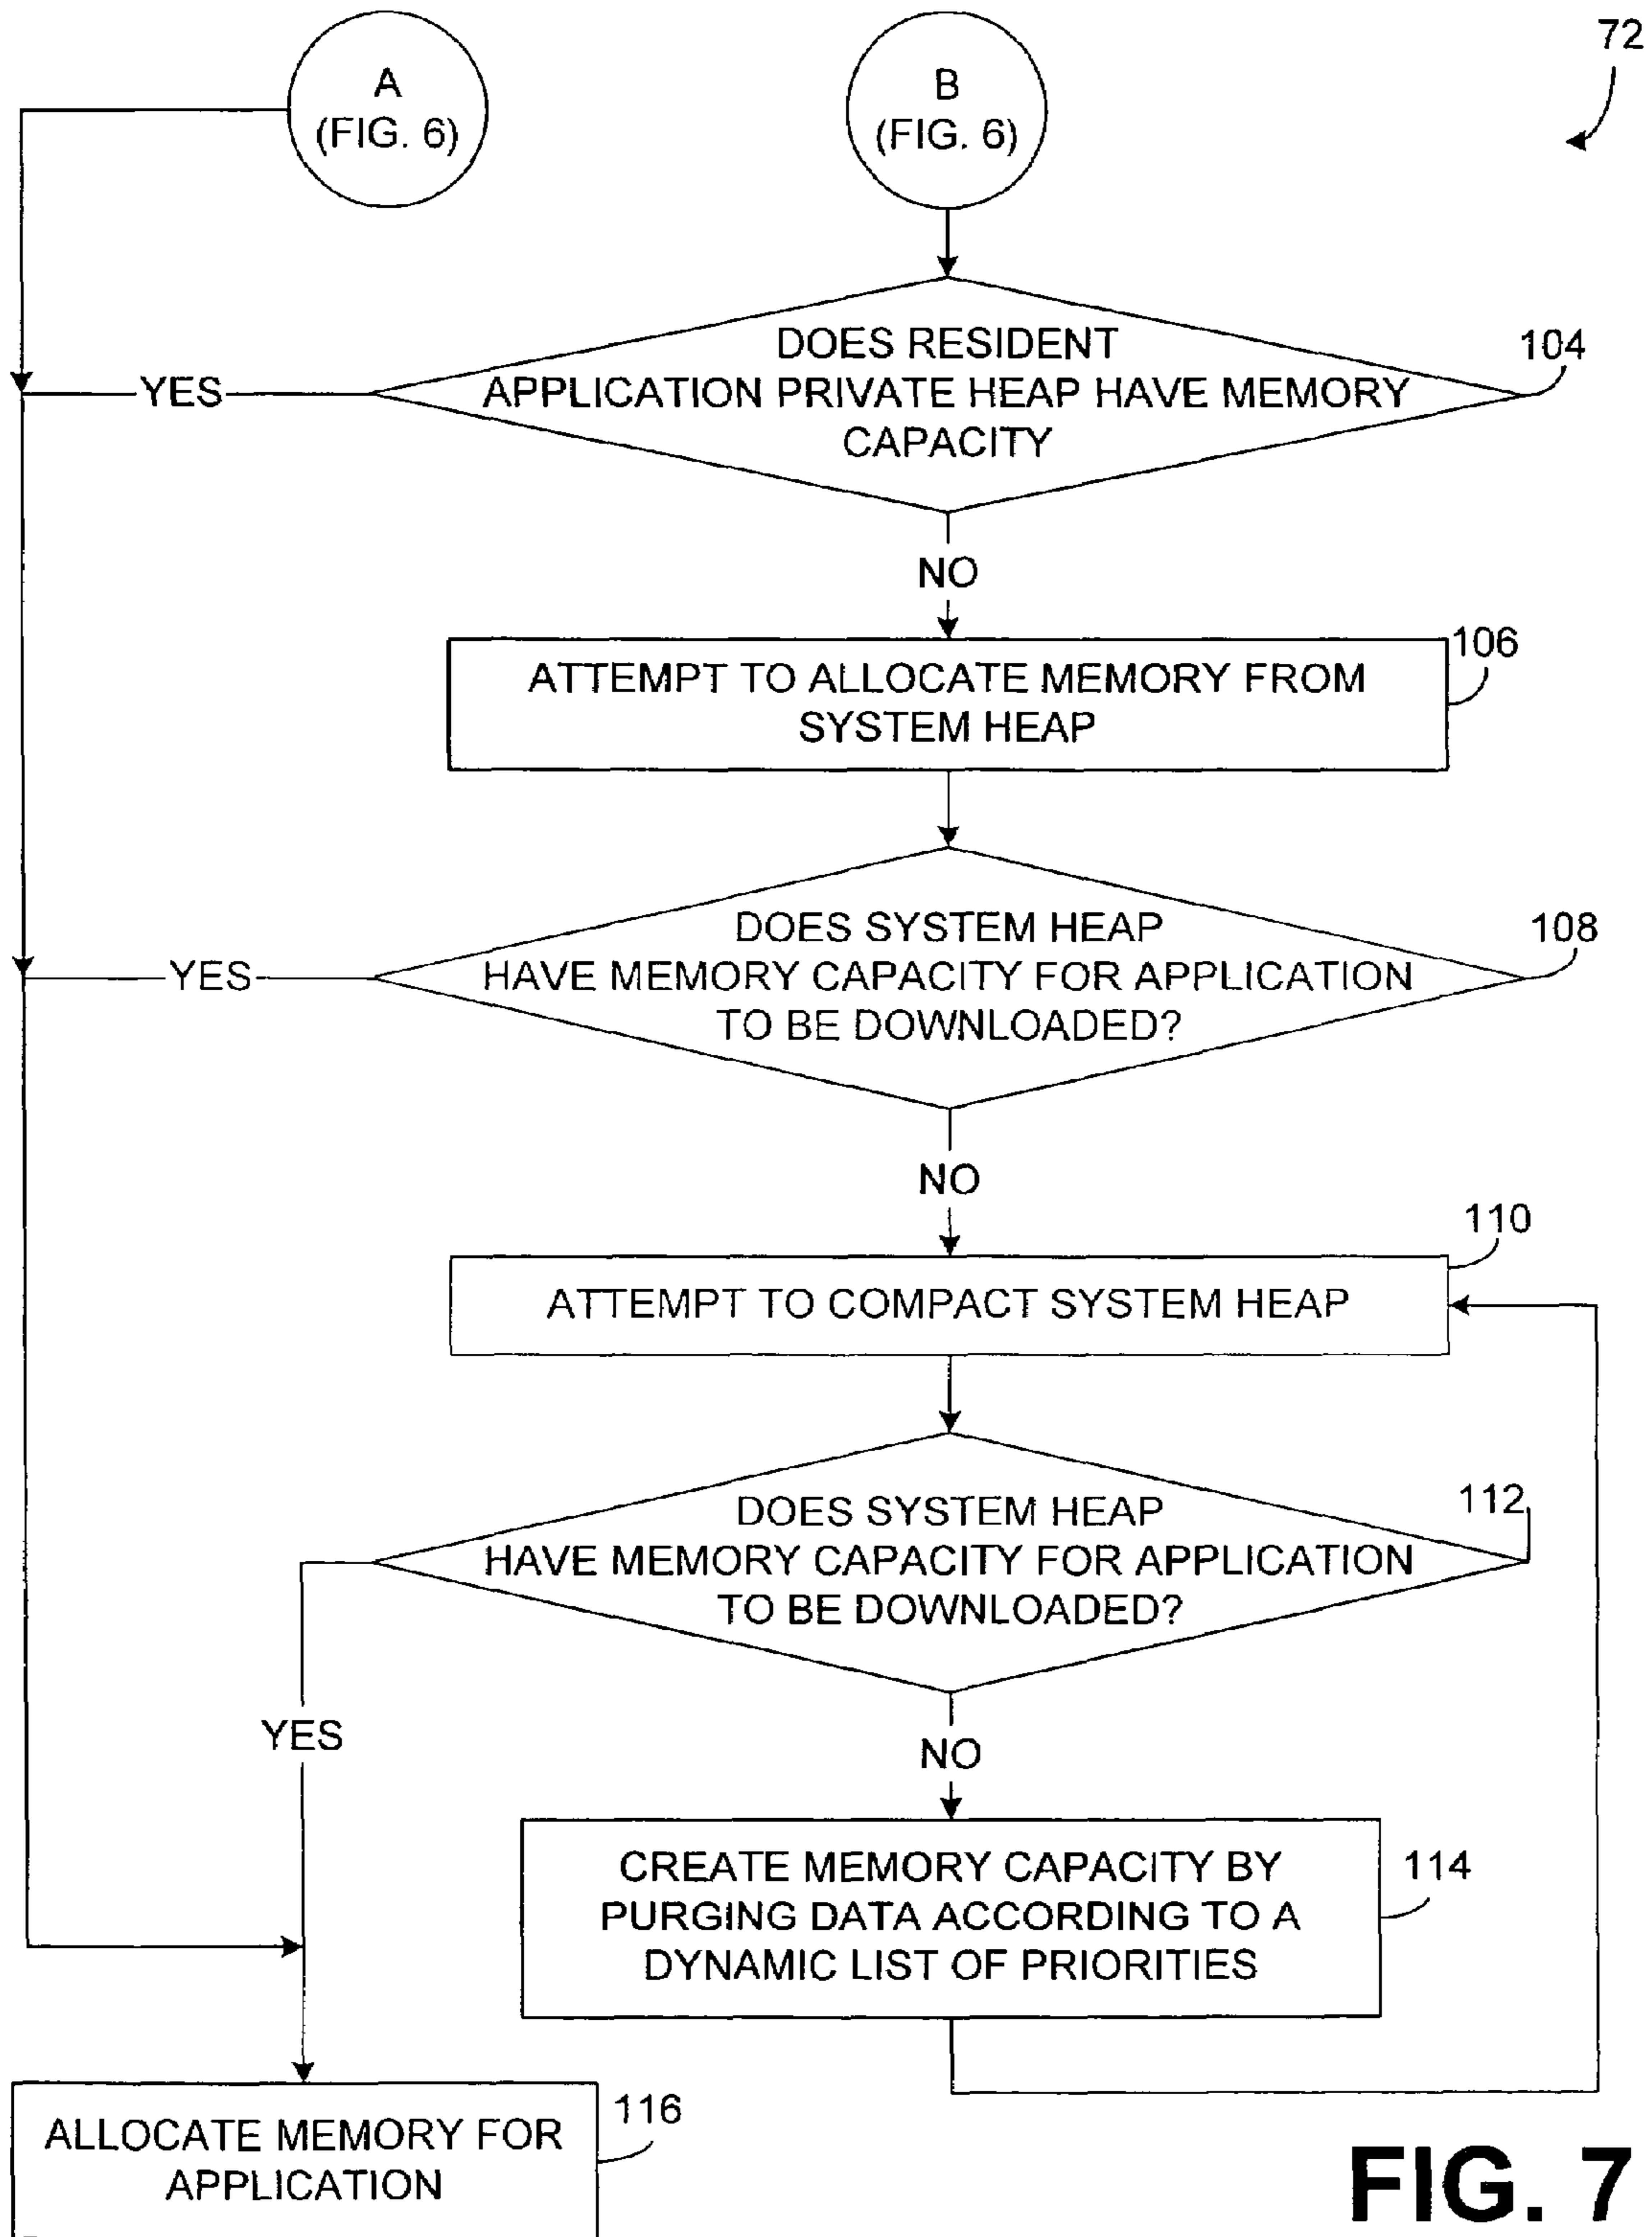 72
A
(FIG. 6)
B
(FIG. 6)
DOES RESIDENT
APPLICATION PRIVATE HEAP HAVE MEMORY
CAPACITY
104
YES
NO
106
ATTEMPT TO ALLOCATE MEMORY FROM
SYSTEM HEAP
DOES SYSTEM HEAP
HAVE MEMORY CAPACITY FOR APPLICATION
TO BE DOWNLOADED?
108
YES
NO
110
ATTEMPT TO COMPACT SYSTEM HEAP
DOES SYSTEM HEAP
HAVE MEMORY CAPACITY FOR APPLICATION
TO BE DOWNLOADED?
112
YES
NO
CREATE MEMORY CAPACITY BY
PURGING DATA ACCORDING TO A
DYNAMIC LIST OF PRIORITIES
114
ALLOCATE MEMORY FOR
APPLICATION
116
FIG. 7